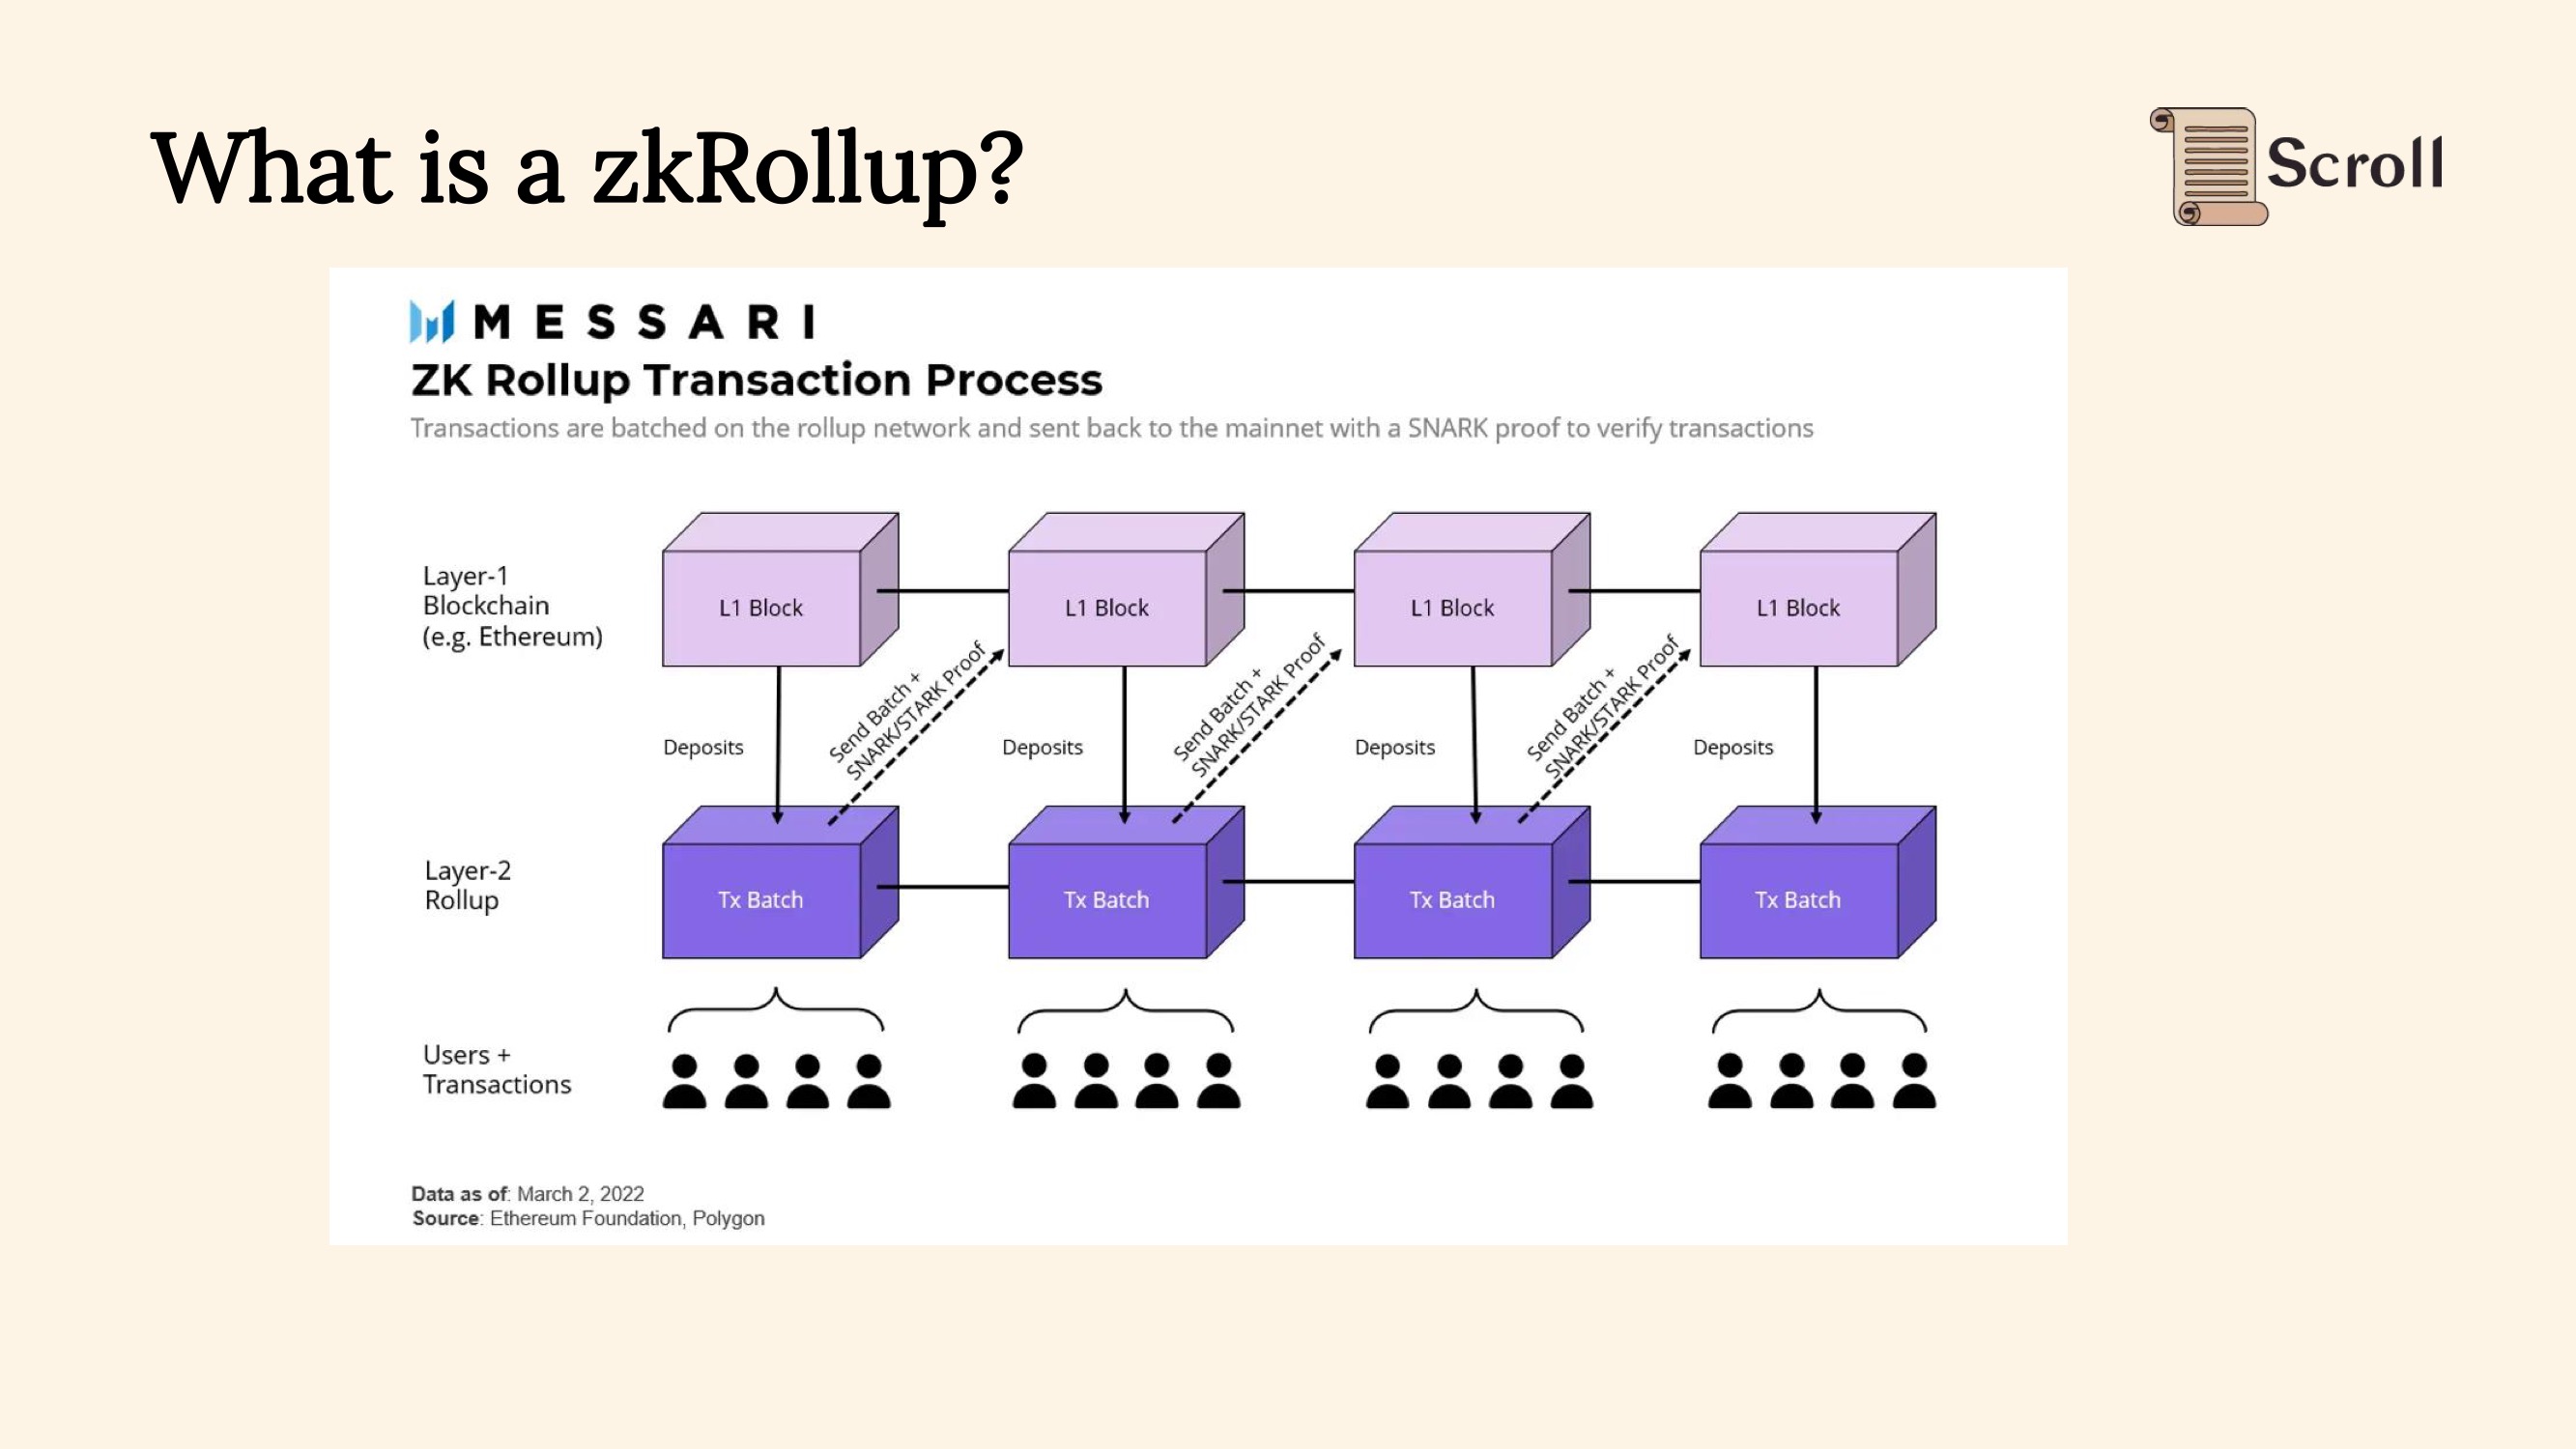 What is a zkRollup?
Scroll
MESSARI
ZK Rollup Transaction Process
Transactions are batched on the rollup network and sent back to the mainnet with a SNARK proof to verify transactions
Layer-1
Blockchain
(e.g. Ethereum)
L1 Block
L1 Block
L1 Block
L1 Block
Deposits
Send Batch +
SNARK/STARK Proof
Deposits
Send Batch +
SNARK/STARK Proof
Deposits
Send Batch +
SNARK/STARK Proof
Deposits
Layer-2
Rollup
Tx Batch
Tx Batch
Tx Batch
Tx Batch
Users +
Transactions
Data as of: March 2, 2022
Source: Ethereum Foundation, Polygon